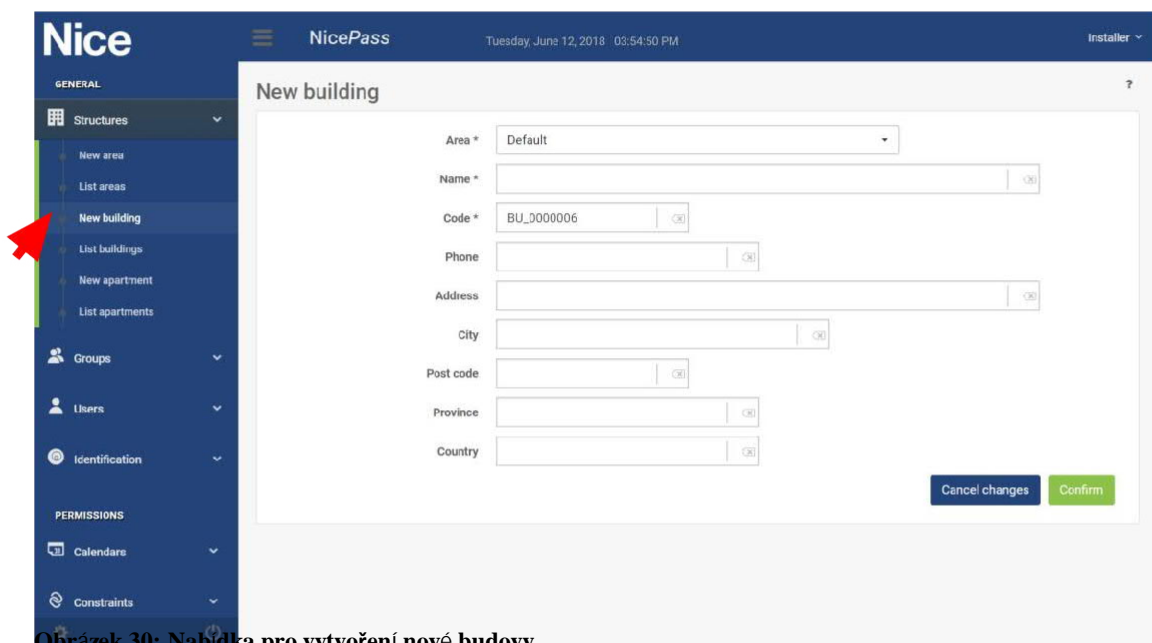 Nice
NicePass
Tuesday, June 12, 2018 03:54:50 PM
Installer
GENERAL
Structures
New area
List areas
New building
List buildings
New apartment
List apartments
Groups
Users
Identification
PERMISSIONS
Calendars
Constraints
New building
?
Area *
Default
Name *
Code *
BU_0000006
Phone
Address
City
Post code
Province
Country
Cancel changes
Confirm
Obrázek 30: Nabídka pro vytvoření nové budovy